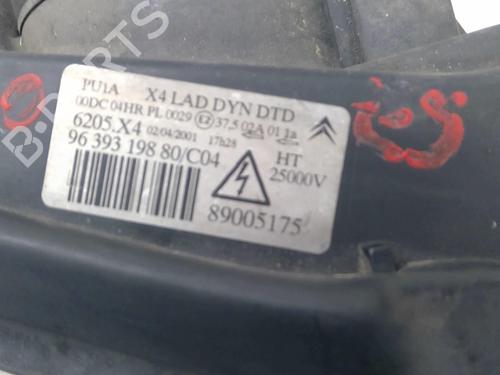 B-PARTS
PU1A X4 LAD DYN DTD
00DC 04HR PL 0029 E2 37,5 02A 01 1a
6205.X4 02/04/2001 17h28
96 393 198 80/C04 HT
25000V
89005175